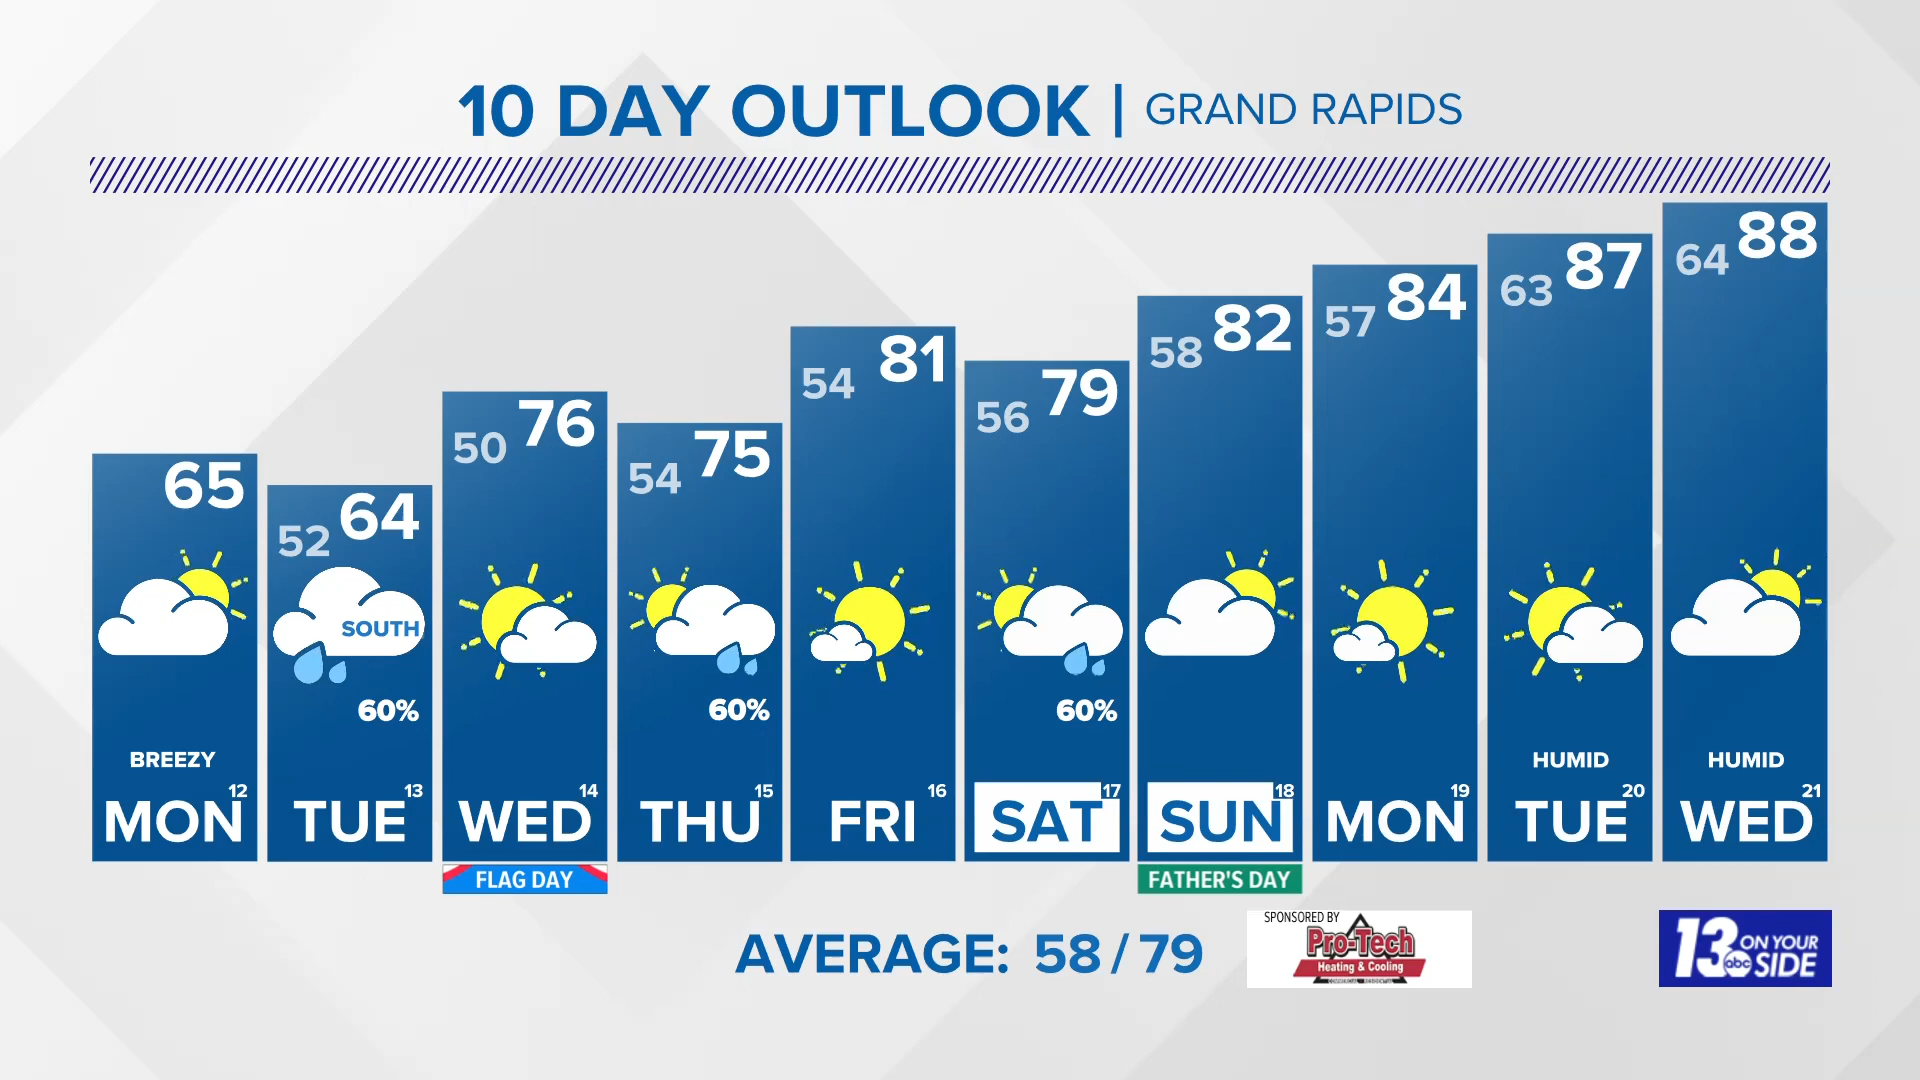 10 DAY OUTLOOK | GRAND RAPIDS
65
BREEZY
MON 12
52 64
SOUTH
60%
TUE 13
50 76
WED 14
FLAG DAY
54 75
60%
THU 15
54 81
FRI 16
56 79
60%
SAT 17
58 82
SUN 18
FATHER'S DAY
57 84
MON 19
63 87
HUMID
TUE 20
64 88
HUMID
WED 21
AVERAGE: 58 / 79
SPONSORED BY
Pro-Tech
Heating & Cooling
COMMERCIAL - RESIDENTIAL
13 abc ON YOUR
SIDE